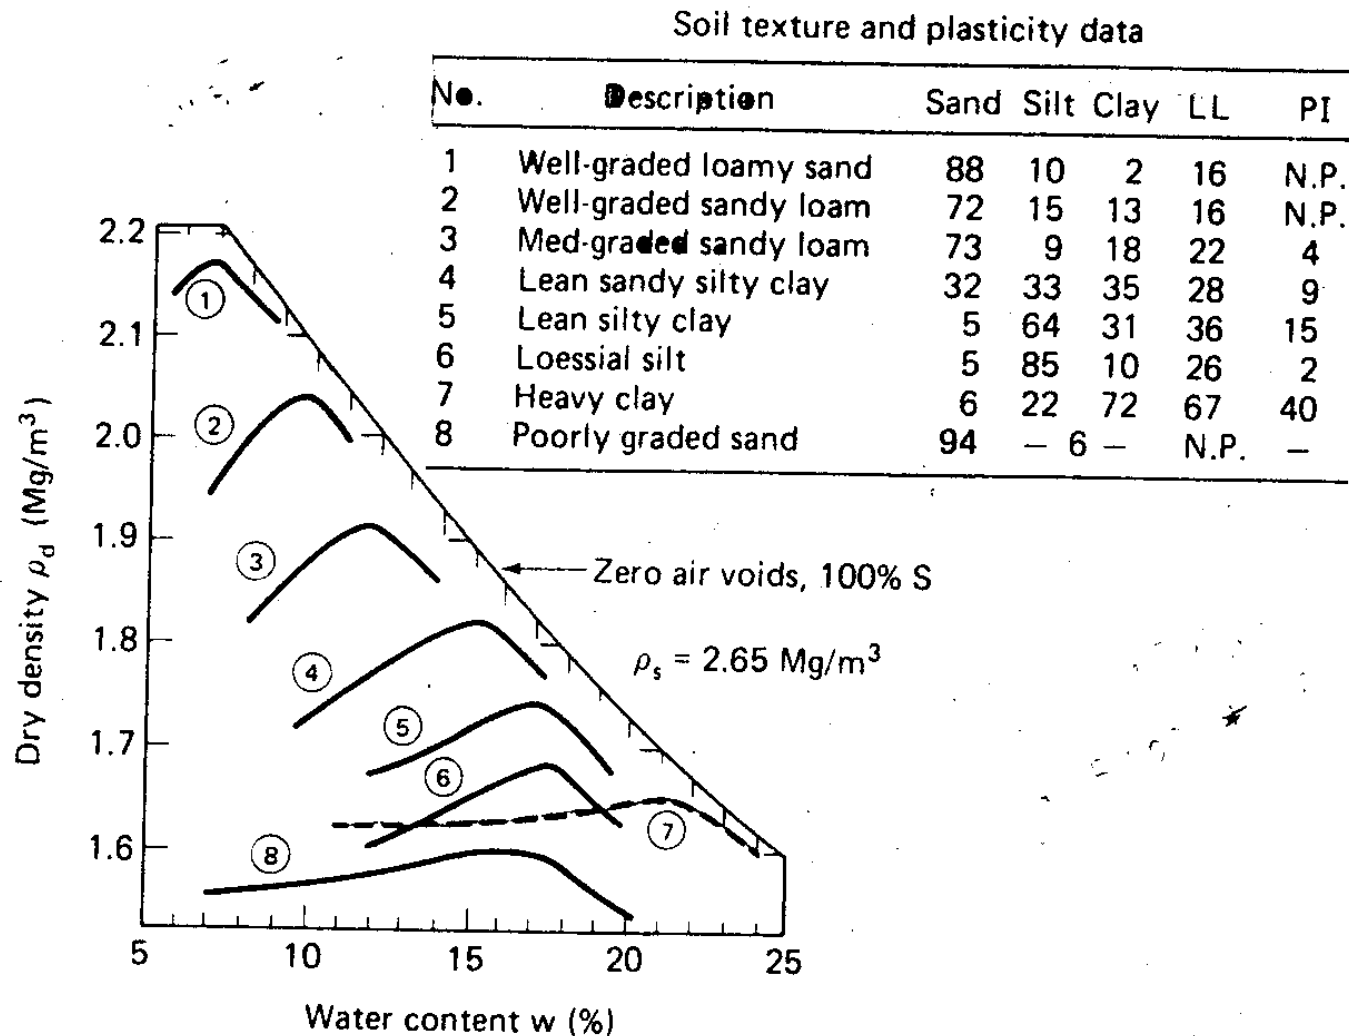 Soil texture and plasticity data
No. Description Sand Silt Clay LL PI
1 Well-graded loamy sand 88 10 2 16 N.P.
2 Well-graded sandy loam 72 15 13 16 N.P.
3 Med-graded sandy loam 73 9 18 22 4
4 Lean sandy silty clay 32 33 35 28 9
5 Lean silty clay 5 64 31 36 15
6 Loessial silt 5 85 10 26 2
7 Heavy clay 6 22 72 67 40
8 Poorly graded sand 94 – 6 – N.P. –
Dry density ρd (Mg/m³)
2.2
2.1
2.0
1.9
1.8
1.7
1.6
1
2
3
4
5
6
7
8
Zero air voids, 100% S
ρs = 2.65 Mg/m³
5 10 15 20 25
Water content w (%)